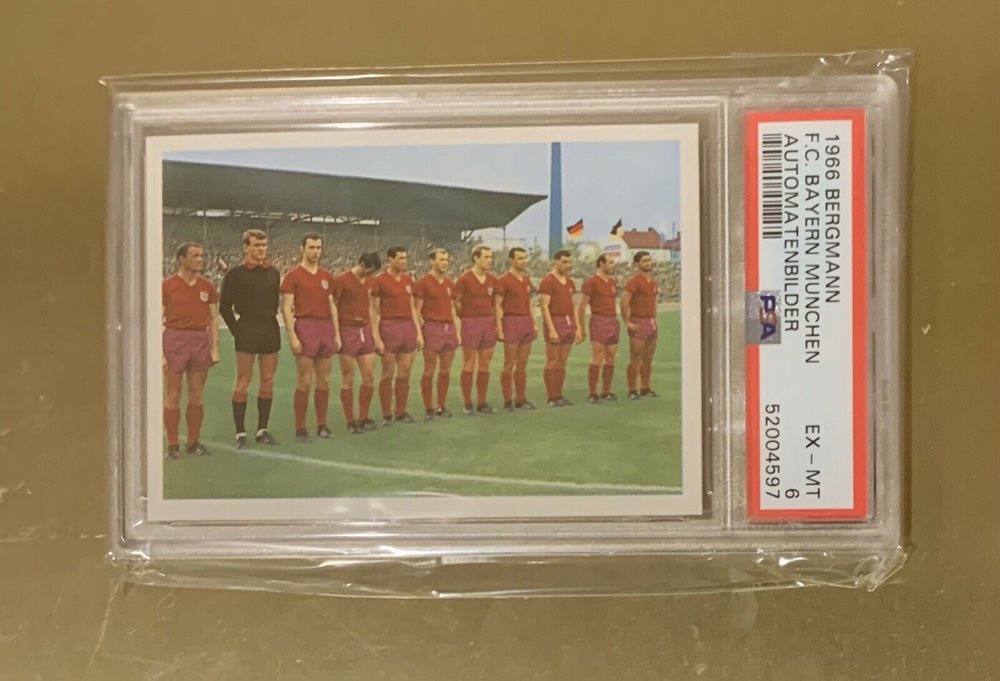 1966 BERGMANN
F.C. BAYERN MUNCHEN EX-MT
AUTOMATENBILDER 6
52004597
PSA